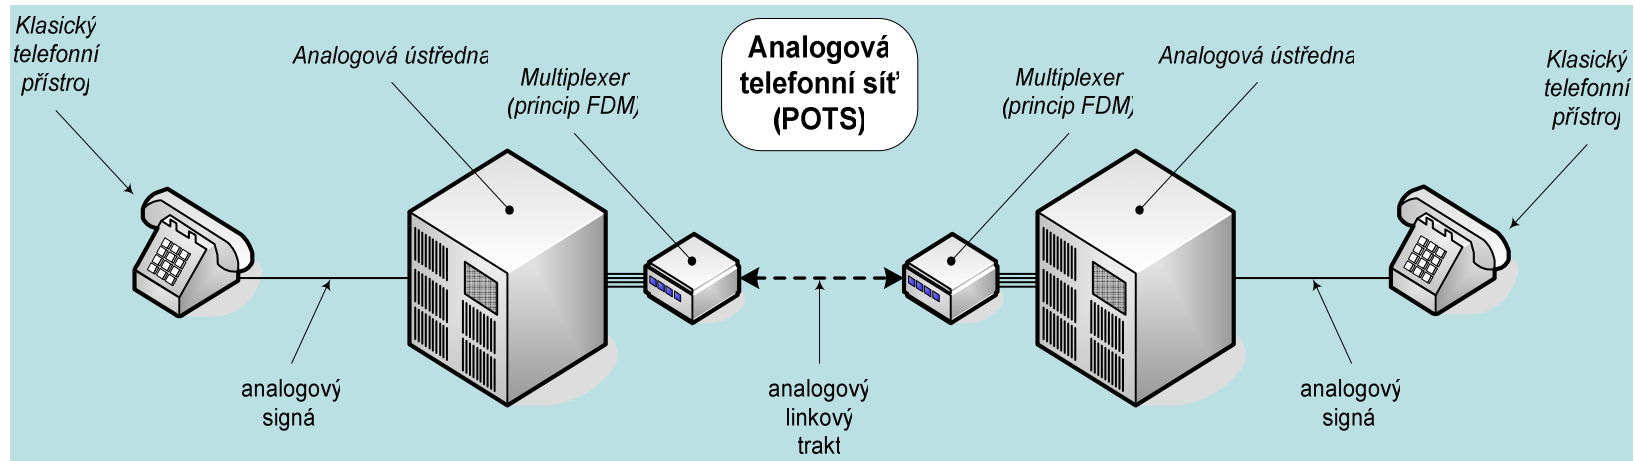 Klasický
telefonní
přístroj
Analogová ústředna
Multiplexer
(princip FDM)
Analogová
telefonní síť
(POTS)
Multiplexer
(princip FDM)
Analogová ústředna
Klasický
telefonní
přístroj
analogový
signá
analogový
linkový
trakt
analogový
signá